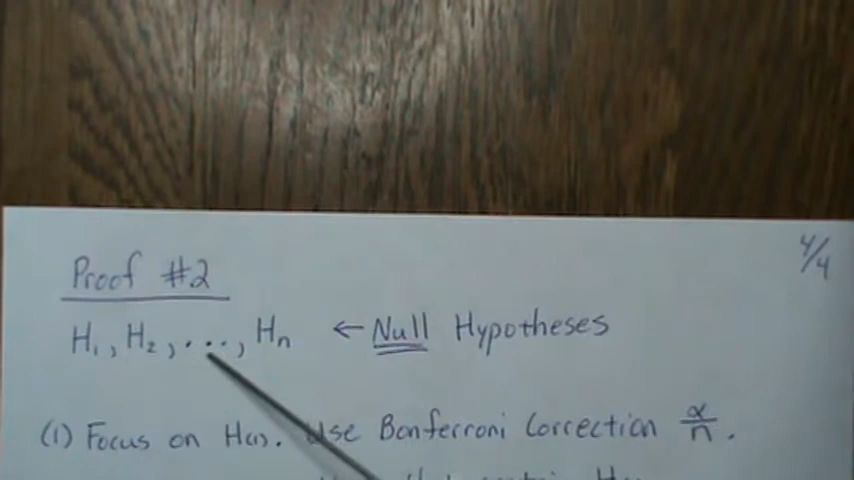 4/4
Proof #2
H₁, H₂, ..., Hn ← Null Hypotheses
(1) Focus on H(1). Use Bonferroni Correction α/n.